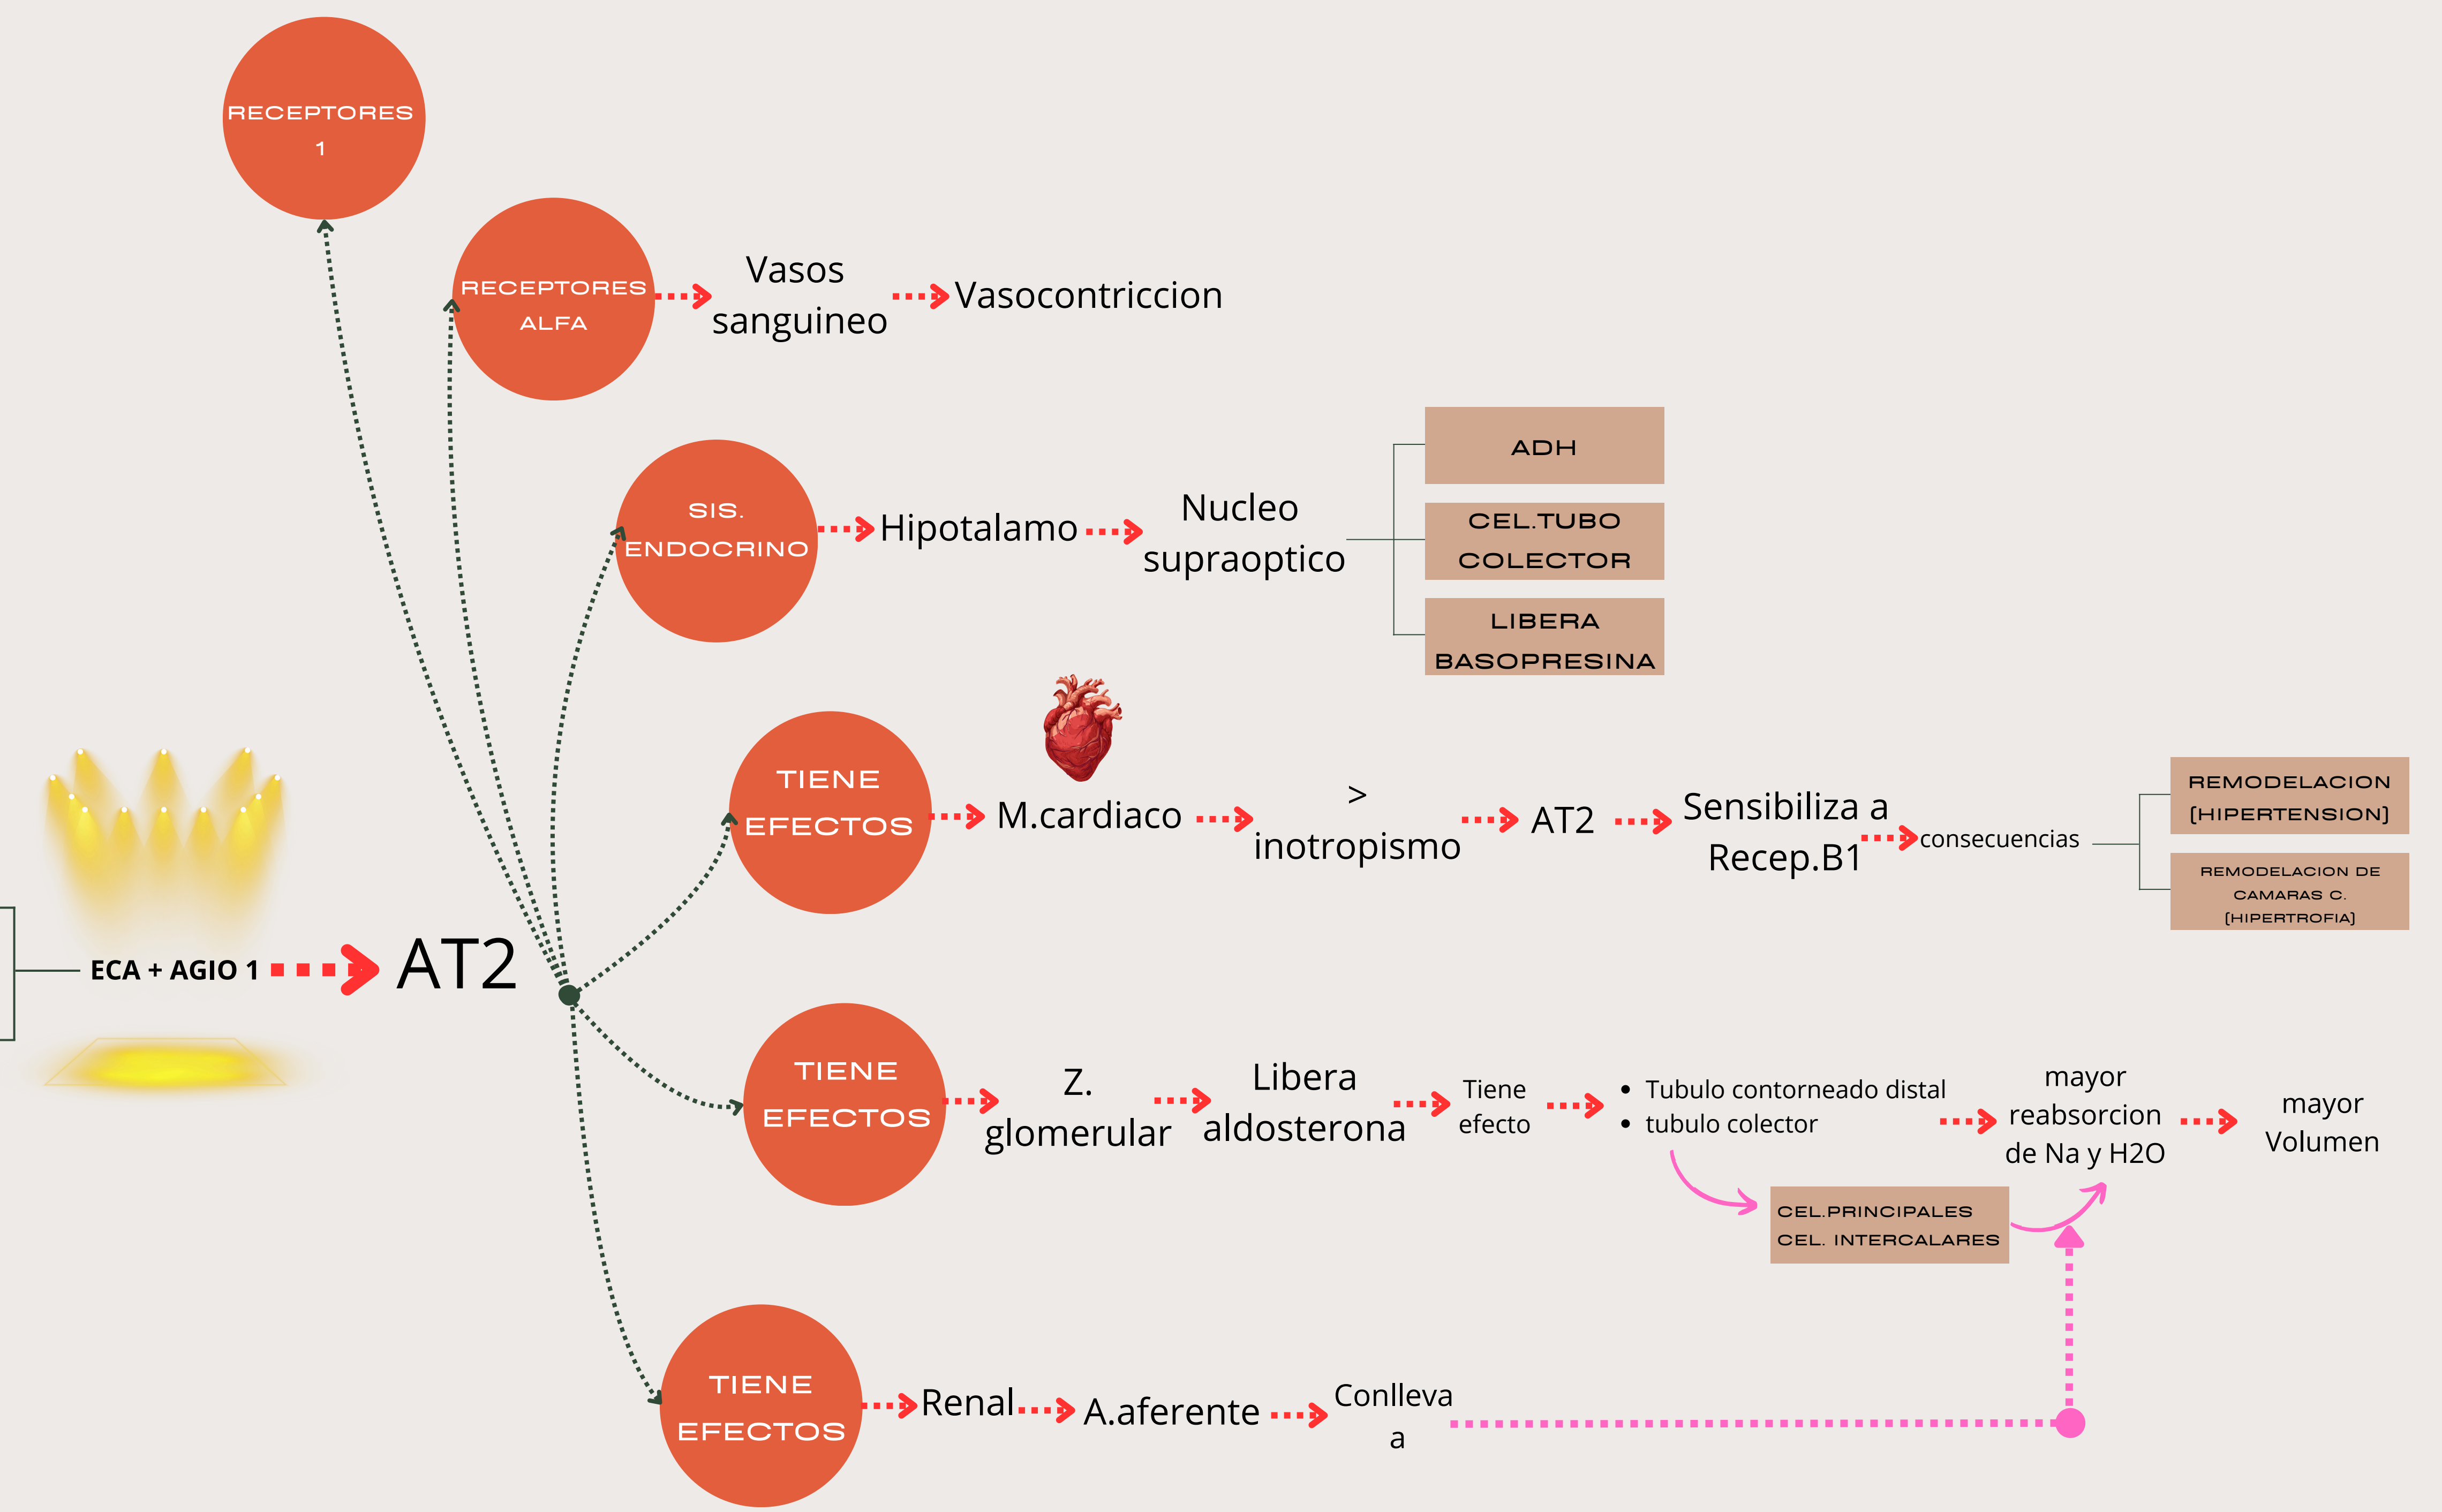 RECEPTORES
1
RECEPTORES
ALFA
Vasos
sanguineo
Vasocontriccion
SIS.
ENDOCRINO
Hipotalamo
Nucleo
supraoptico
ADH
CEL.TUBO
COLECTOR
LIBERA
BASOPRESINA
TIENE
EFECTOS
M.cardiaco
>
inotropismo
AT2
Sensibiliza a
Recep.B1
consecuencias
REMODELACION
(HIPERTENSION)
REMODELACION DE
CAMARAS C.
(HIPERTROFIA)
ECA + AGIO 1
AT2
TIENE
EFECTOS
Z.
glomerular
Libera
aldosterona
Tiene
efecto
• Tubulo contorneado distal
• tubulo colector
mayor
reabsorcion
de Na y H2O
mayor
Volumen
CEL.PRINCIPALES
CEL. INTERCALARES
TIENE
EFECTOS
Renal
A.aferente
Conlleva
a